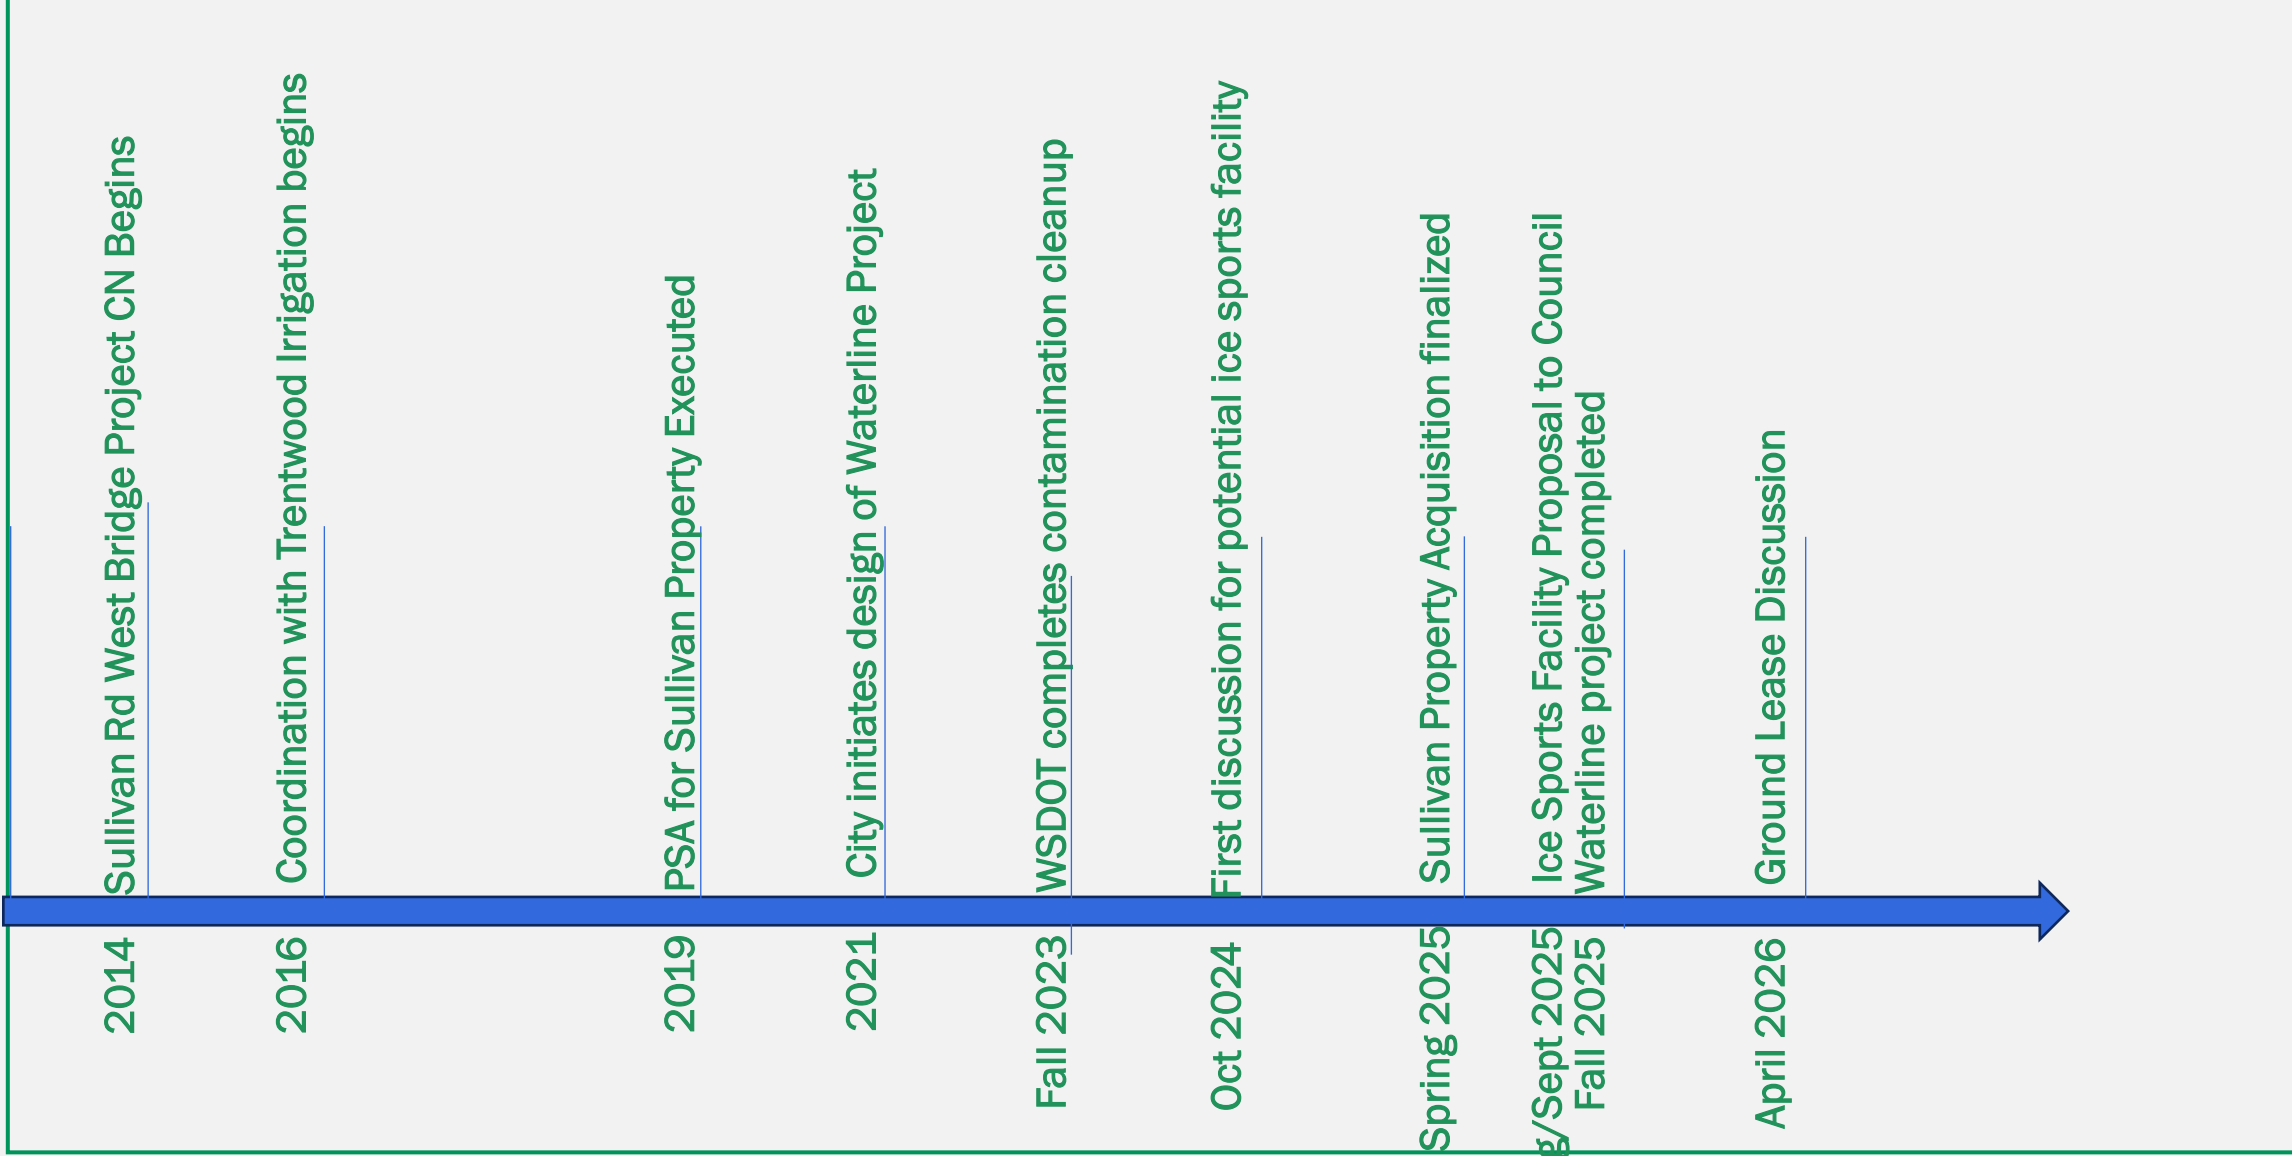 Sullivan Rd West Bridge Project CN Begins
2014
Coordination with Trentwood Irrigation begins
2016
PSA for Sullivan Property Executed
2019
City initiates design of Waterline Project
2021
WSDOT completes contamination cleanup
Fall 2023
First discussion for potential ice sports facility
Oct 2024
Sullivan Property Acquisition finalized
Spring 2025
Ice Sports Facility Proposal to Council
g/Sept 2025
Waterline project completed
Fall 2025
Ground Lease Discussion
April 2026